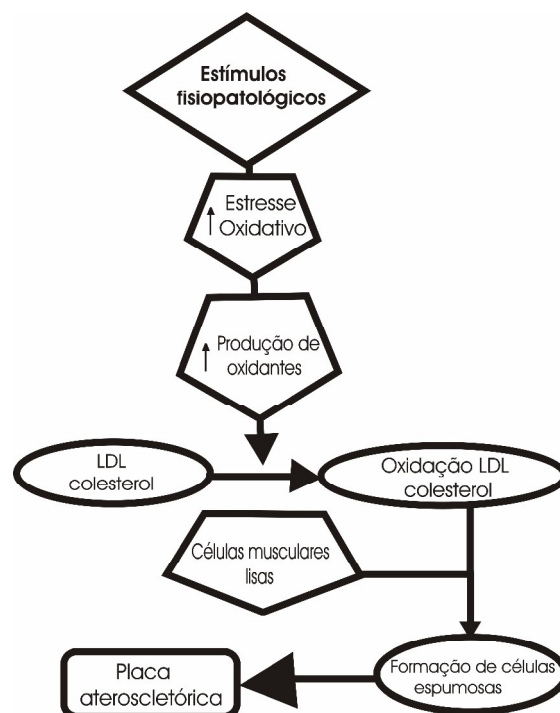 Estímulos
fisiopatológicos
↑ Estresse
Oxidativo
↑ Produção de
oxidantes
LDL
colesterol
Oxidação LDL
colesterol
Células musculares
lisas
Formação de células
espumosas
Placa
ateroscletórica